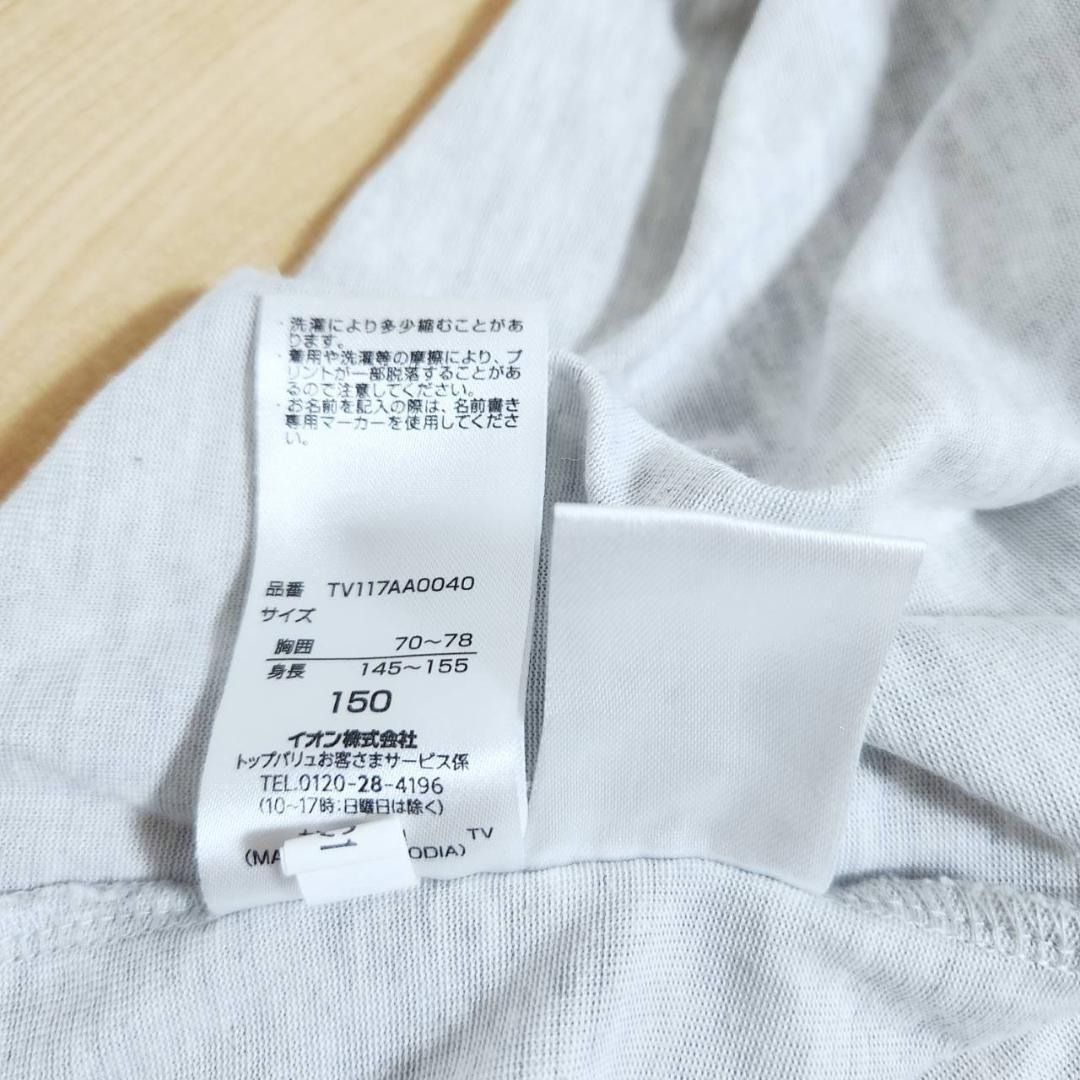 ・洗濯により多少縮むことがあ
ります。
・着用や洗濯等の摩擦により、プ
リントが一部脱落することがあ
るので注意してください。
・お名前を記入の際は、名前書き
専用マーカーを使用してくださ
い。
品番 TV117AA0040
サイズ
胸囲 70～78
身長 145～155
150
イオン株式会社
トップバリュお客さまサービス係
TEL.0120-28-4196
(10～17時:日曜日は除く)
TV